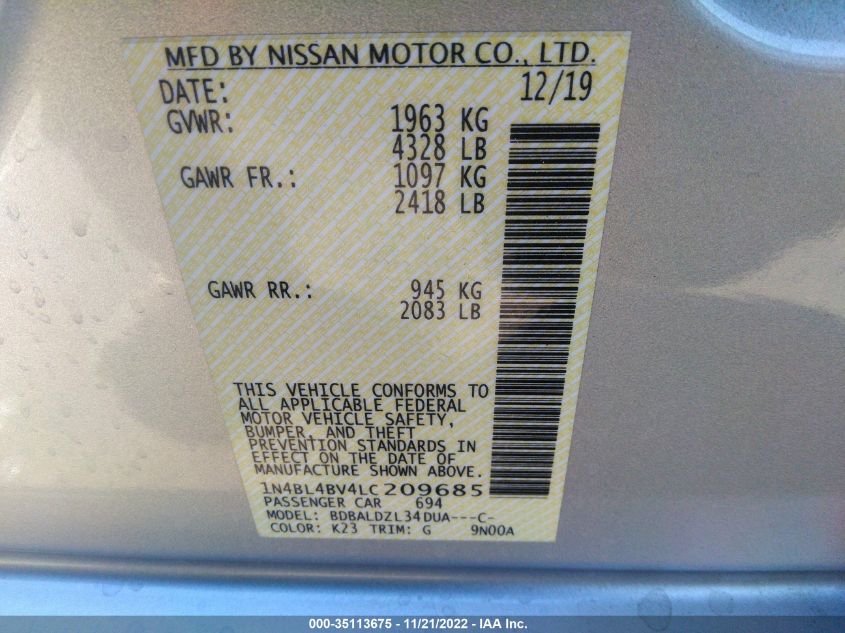 MFD BY NISSAN MOTOR CO., LTD.
DATE: 12/19
GVWR: 1963 KG
4328 LB
GAWR FR.: 1097 KG
2418 LB
GAWR RR.: 945 KG
2083 LB
THIS VEHICLE CONFORMS TO
ALL APPLICABLE FEDERAL
MOTOR VEHICLE SAFETY,
BUMPER, AND THEFT
PREVENTION STANDARDS IN
EFFECT ON THE DATE OF
MANUFACTURE SHOWN ABOVE.
1N4BL4BV4LC209685
PASSENGER CAR 694
MODEL: BDBALDZL34DUA---C-
COLOR: K23 TRIM: G 9N00A
000-35113675 - 11/21/2022 - IAA Inc.